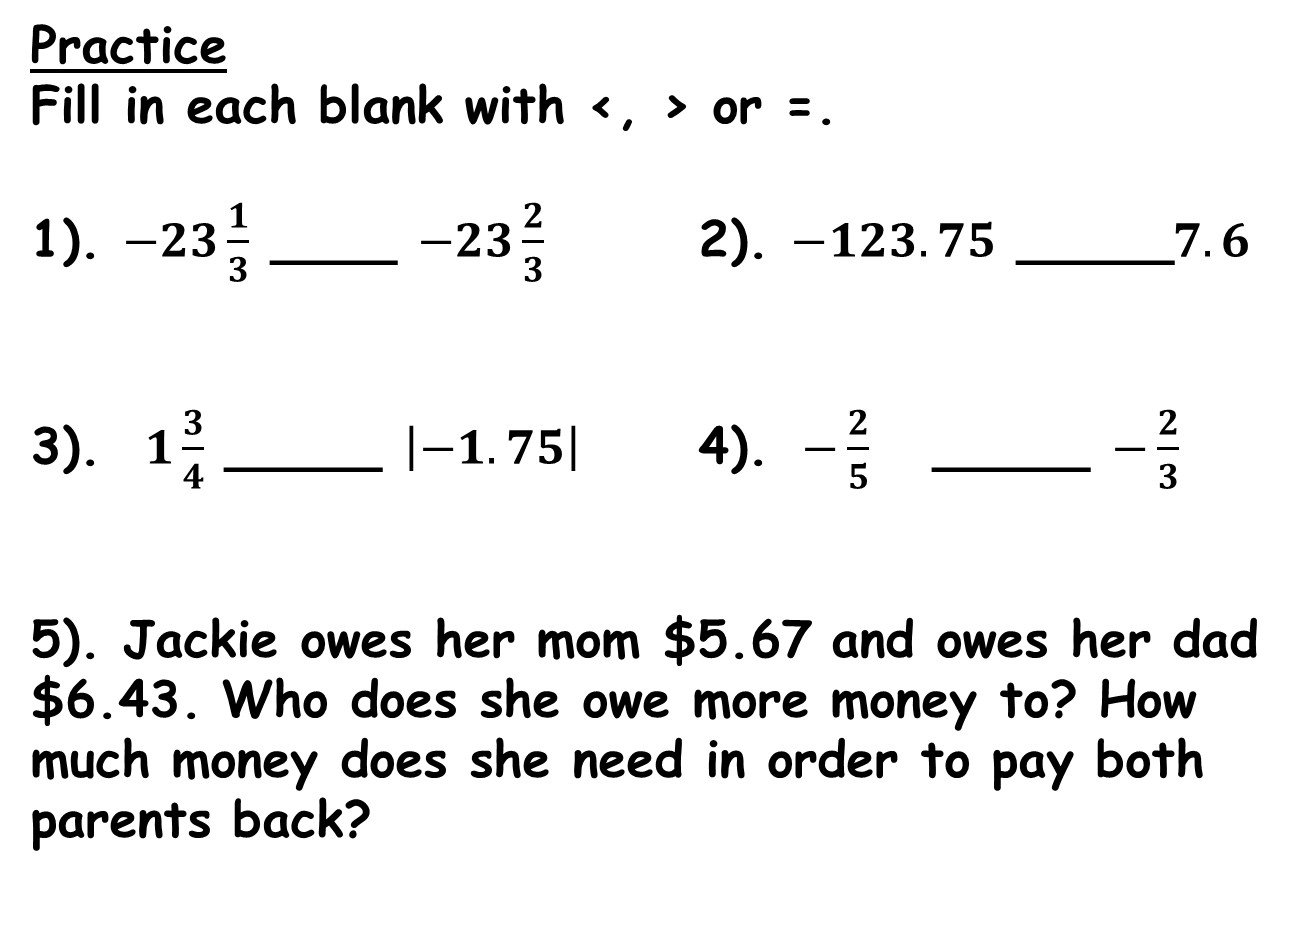 Practice
Fill in each blank with <, > or =.
1). −23 1/3 _____ −23 2/3 2). −123.75 ______7.6
3). 1 3/4 ______ |−1.75| 4). −2/5 ______ −2/3
5). Jackie owes her mom $5.67 and owes her dad
$6.43. Who does she owe more money to? How
much money does she need in order to pay both
parents back?